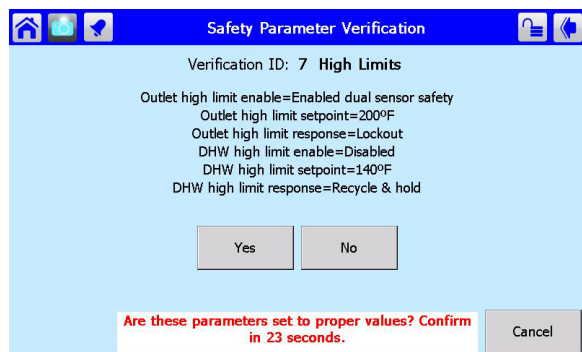 Safety Parameter Verification
Verification ID: 7 High Limits
Outlet high limit enable=Enabled dual sensor safety
Outlet high limit setpoint=200ºF
Outlet high limit response=Lockout
DHW high limit enable=Disabled
DHW high limit setpoint=140ºF
DHW high limit response=Recycle & hold
Yes
No
Are these parameters set to proper values? Confirm
in 23 seconds.
Cancel